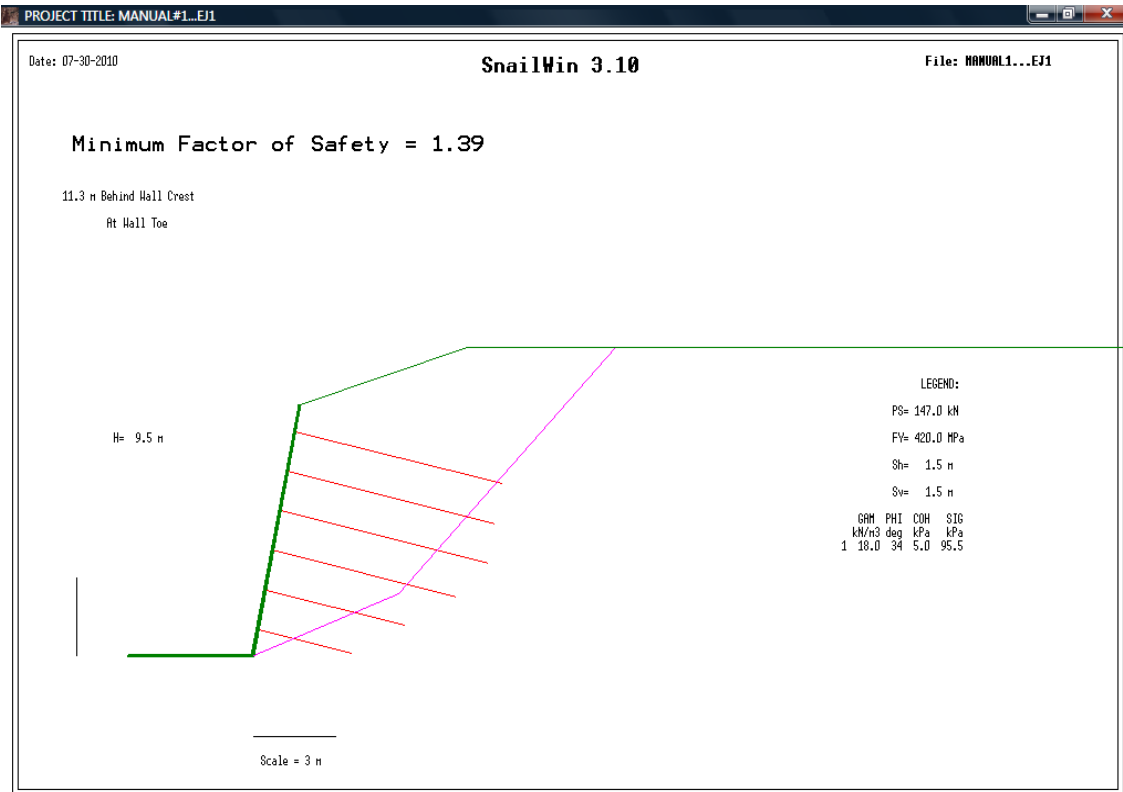 PROJECT TITLE: MANUAL#1...EJ1
Date: 07-30-2010
SnailWin 3.10
File: MANUAL1...EJ1
Minimum Factor of Safety = 1.39
11.3 m Behind Wall Crest
At Wall Toe
LEGEND:
PS= 147.0 kN
FY= 420.0 MPa
Sh= 1.5 m
Sv= 1.5 m
GAM PHI COH SIG
kN/m3 deg kPa kPa
1 18.0 34 5.0 95.5
H= 9.5 m
Scale = 3 m